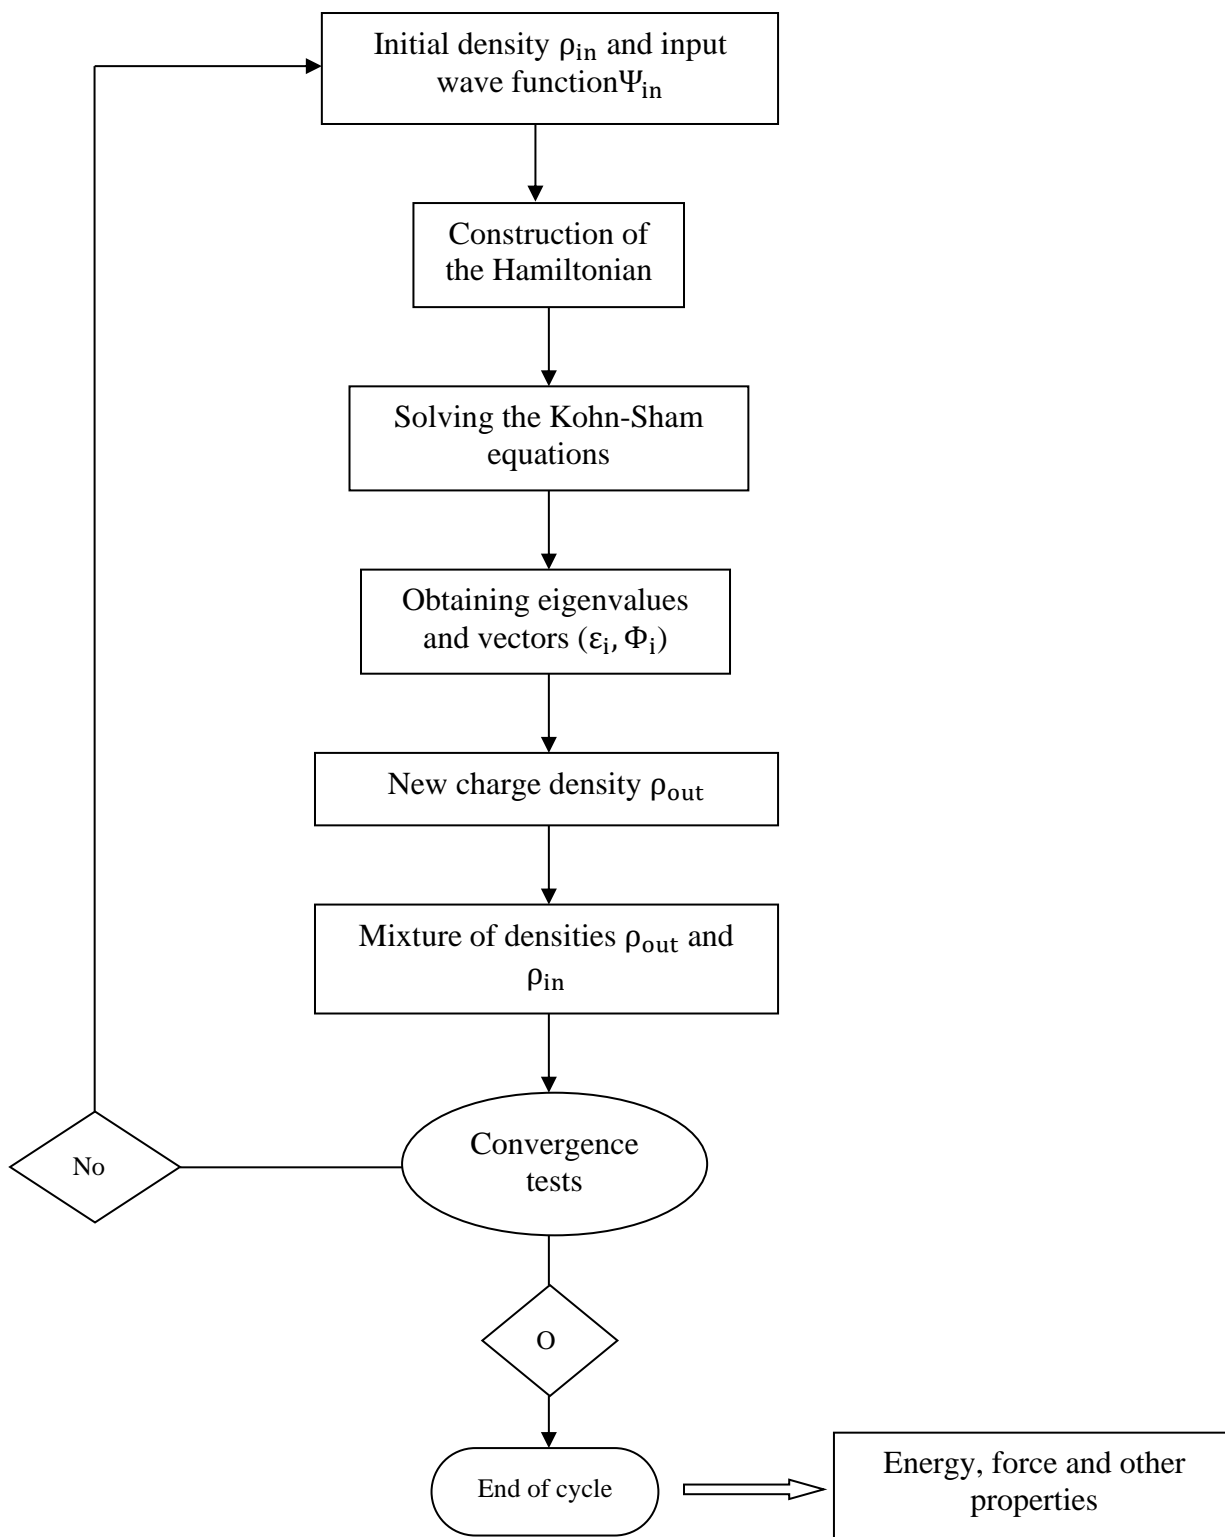 Initial density ρin and input
wave functionΨin
Construction of
the Hamiltonian
Solving the Kohn-Sham
equations
Obtaining eigenvalues
and vectors (εi, Φi)
New charge density ρout
Mixture of densities ρout and
ρin
Convergence
tests
No
O
End of cycle
Energy, force and other
properties